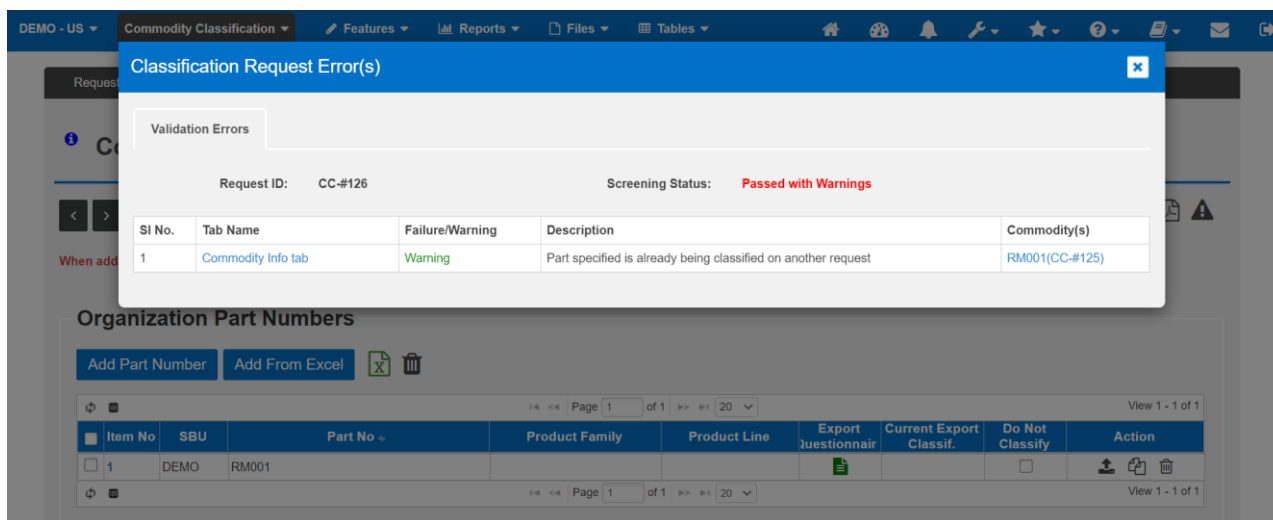 DEMO - US Commodity Classification Features Reports Files Tables
Classification Request Error(s)
Reques
Validation Errors
Co
Request ID: CC-#126 Screening Status: Passed with Warnings
SI No. Tab Name Failure/Warning Description Commodity(s)
1 Commodity Info tab Warning Part specified is already being classified on another request RM001(CC-#125)
When add
Organization Part Numbers
Add Part Number Add From Excel
Page 1 of 1 20 View 1 - 1 of 1
Item No SBU Part No Product Family Product Line Export Questionnair Current Export Classif. Do Not Classify Action
1 DEMO RM001
Page 1 of 1 20 View 1 - 1 of 1